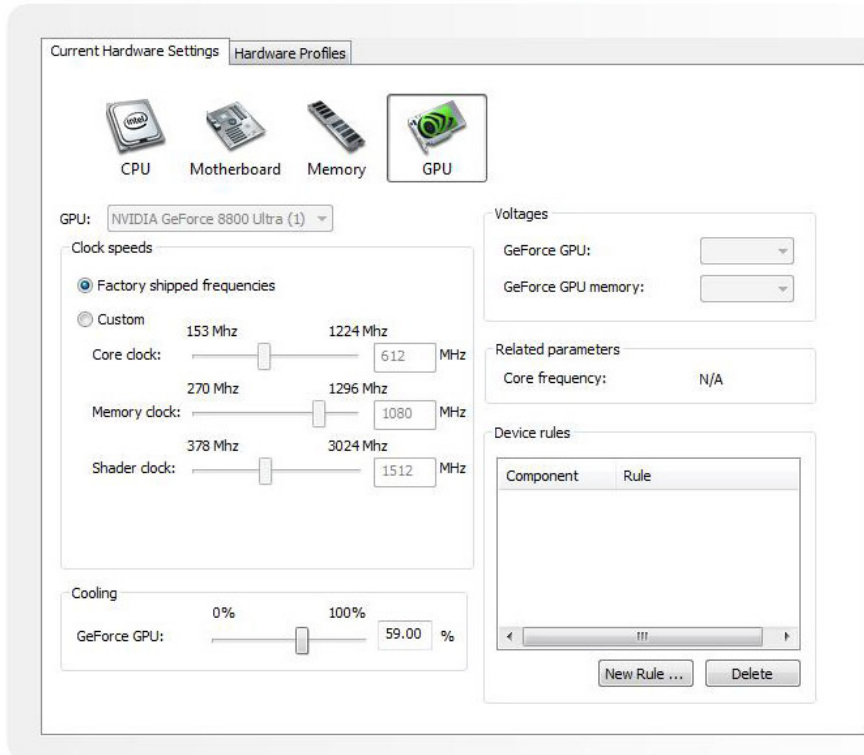 Current Hardware Settings
Hardware Profiles
intel
CPU
Motherboard
Memory
GPU
GPU: NVIDIA GeForce 8800 Ultra (1)
Clock speeds
Factory shipped frequencies
Custom
153 Mhz 1224 Mhz
Core clock: 612 MHz
270 Mhz 1296 Mhz
Memory clock: 1080 MHz
378 Mhz 3024 Mhz
Shader clock: 1512 MHz
Cooling
0% 100%
GeForce GPU: 59.00 %
Voltages
GeForce GPU:
GeForce GPU memory:
Related parameters
Core frequency: N/A
Device rules
Component Rule
New Rule ... Delete